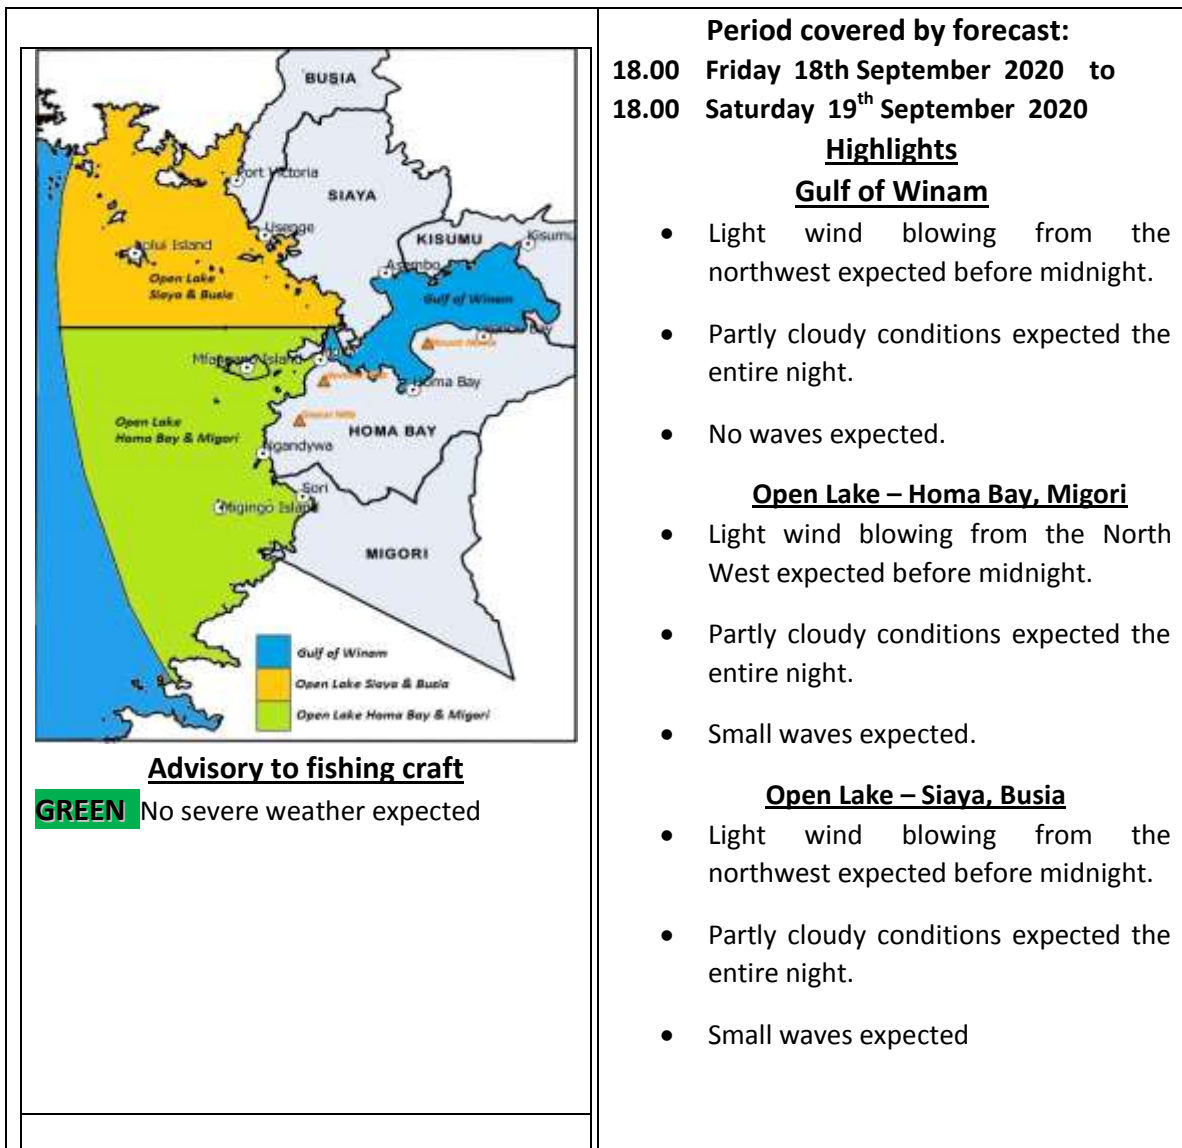 BUSIA
Port Victoria
SIAYA
Usenge
KISUMU
Kisumu
Asembo
Open Lake
Siaya & Busia
Gulf of Winam
Mfangano Island
Homa Bay
Open Lake
Homa Bay & Migori
HOMA BAY
Ngandywa
Sori
Migingo Island
MIGORI
Gulf of Winam
Open Lake Siaya & Busia
Open Lake Homa Bay & Migori
Advisory to fishing craft
GREEN No severe weather expected
Period covered by forecast:
18.00 Friday 18th September 2020 to
18.00 Saturday 19th September 2020
Highlights
Gulf of Winam
• Light wind blowing from the
northwest expected before midnight.
• Partly cloudy conditions expected the
entire night.
• No waves expected.
Open Lake – Homa Bay, Migori
• Light wind blowing from the North
West expected before midnight.
• Partly cloudy conditions expected the
entire night.
• Small waves expected.
Open Lake – Siaya, Busia
• Light wind blowing from the
northwest expected before midnight.
• Partly cloudy conditions expected the
entire night.
• Small waves expected